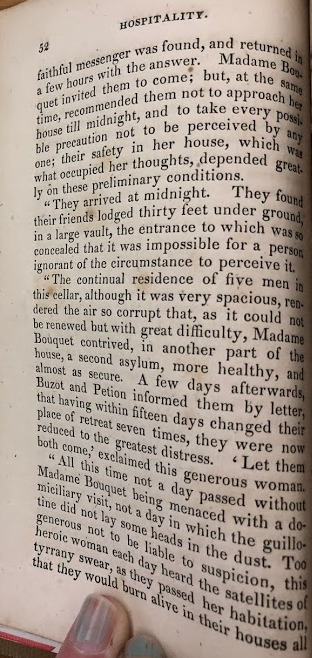 52
HOSPITALITY.
faithful messenger was found, and returned in
a few hours with the answer. Madame Bou-
quet invited them to come; but, at the same
time, recommended them not to approach her
house till midnight, and to take every possi-
ble precaution not to be perceived by any
one; their safety in her house, which was
what occupied her thoughts, depended great-
ly on these preliminary conditions.
"They arrived at midnight. They found
their friends lodged thirty feet under ground,
in a large vault, the entrance to which was so
concealed that it was impossible for a person
ignorant of the circumstance to perceive it.
"The continual residence of five men in
this cellar, although it was very spacious, ren-
dered the air so corrupt that, as it could not
be renewed but with great difficulty, Madame
Bouquet contrived, in another part of the
house, a second asylum, more healthy, and
almost as secure. A few days afterwards,
Buzot and Petion informed them by letter,
that having within fifteen days changed their
place of retreat seven times, they were now
reduced to the greatest distress. 'Let them
both come,' exclaimed this generous woman.
"All this time not a day passed without
Madame Bouquet being menaced with a do-
miciliary visit, not a day in which the guillo-
tine did not lay some heads in the dust. Too
generous not to be liable to suspicion, this
heroic woman each day heard the satellites of
tyranny swear, as they passed her habitation,
that they would burn alive in their houses all